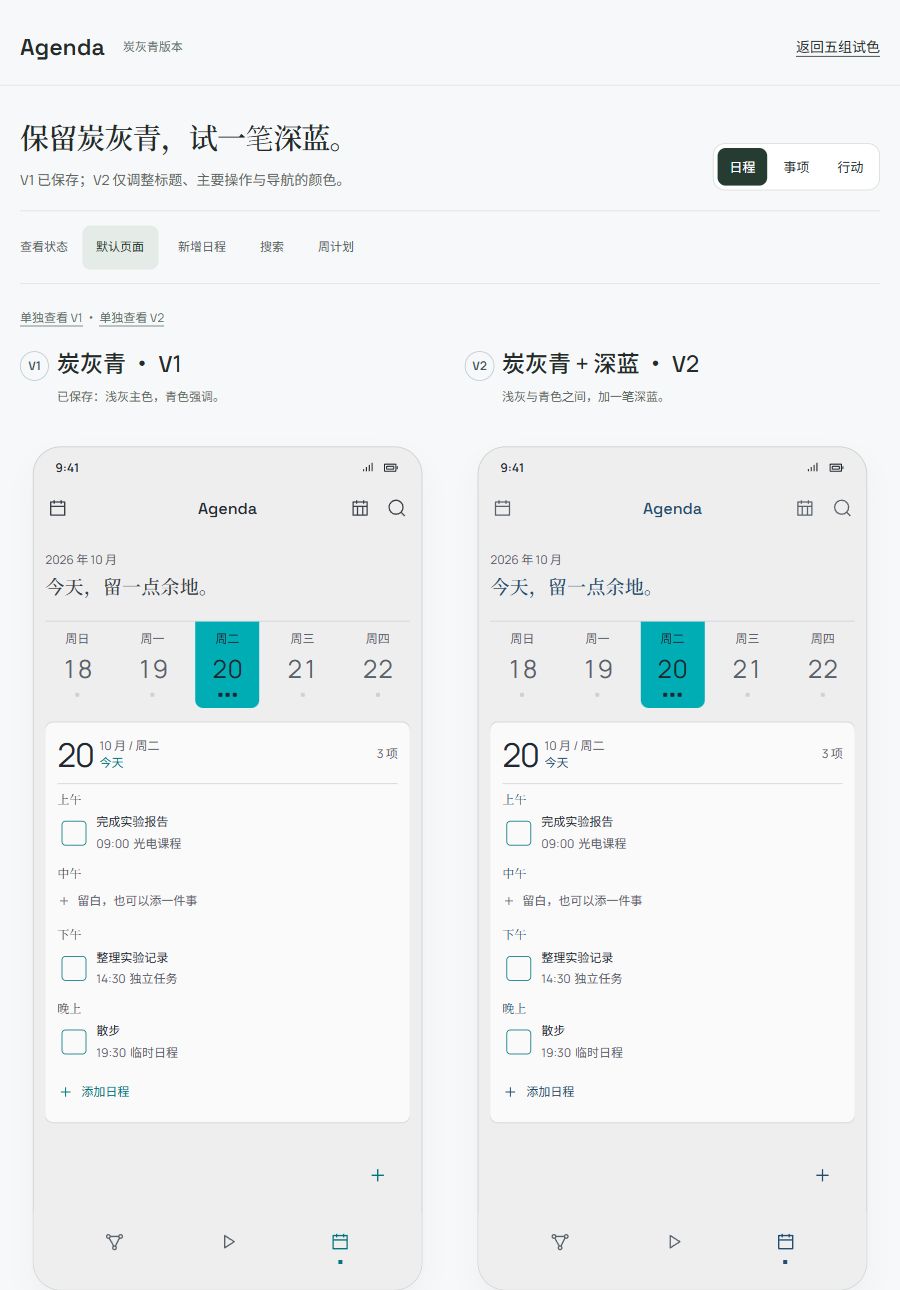 Agenda 炭灰青版本 返回五组试色
保留炭灰青，试一笔深蓝。
V1 已保存；V2 仅调整标题、主要操作与导航的颜色。
日程 事项 行动
查看状态 默认页面 新增日程 搜索 周计划
单独查看 V1 · 单独查看 V2
V1 炭灰青 · V1
已保存：浅灰主色，青色强调。
9:41
Agenda
2026 年 10 月
今天，留一点余地。
周日 周一 周二 周三 周四
18 19 20 21 22
20 10 月 / 周二 3 项
今天
上午
完成实验报告
09:00 光电课程
中午
+ 留白，也可以添一件事
下午
整理实验记录
14:30 独立任务
晚上
散步
19:30 临时日程
+ 添加日程
+
V2 炭灰青 + 深蓝 · V2
浅灰与青色之间，加一笔深蓝。
9:41
Agenda
2026 年 10 月
今天，留一点余地。
周日 周一 周二 周三 周四
18 19 20 21 22
20 10 月 / 周二 3 项
今天
上午
完成实验报告
09:00 光电课程
中午
+ 留白，也可以添一件事
下午
整理实验记录
14:30 独立任务
晚上
散步
19:30 临时日程
+ 添加日程
+